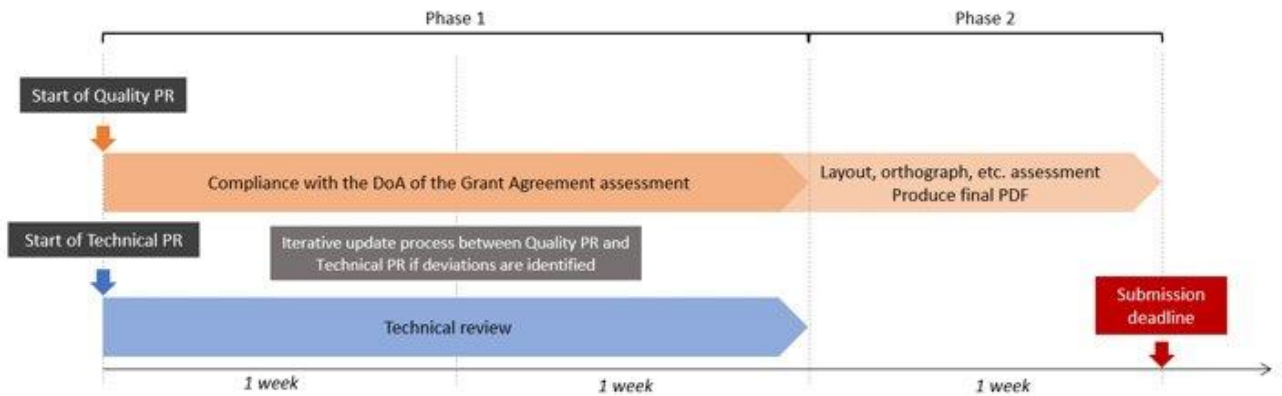 Phase 1
Phase 2
Start of Quality PR
Compliance with the DoA of the Grant Agreement assessment
Layout, orthograph, etc. assessment
Produce final PDF
Start of Technical PR
Iterative update process between Quality PR and
Technical PR if deviations are identified
Submission
deadline
Technical review
1 week
1 week
1 week